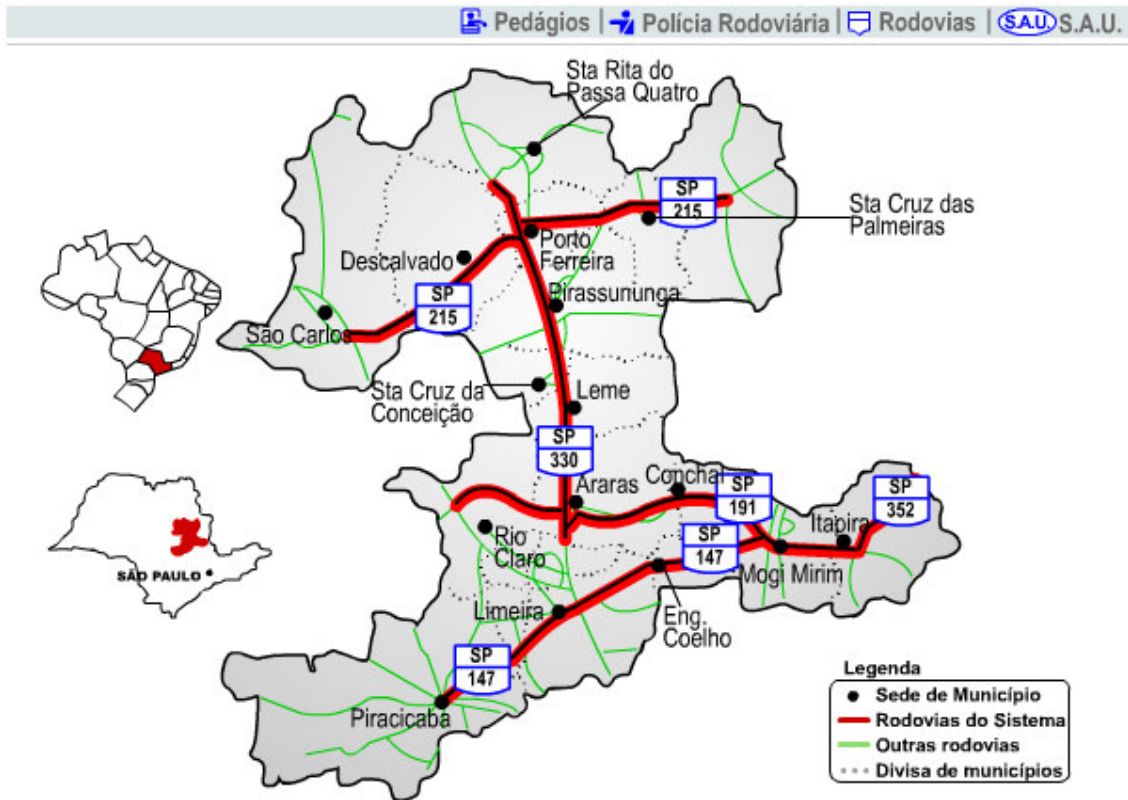 Pedágios | Polícia Rodoviária | Rodovias | S.A.U. S.A.U.
Sta Rita do
Passa Quatro
SP
215
Sta Cruz das
Palmeiras
Porto
Ferreira
Descalvado
SP
215
Pirassununga
São Carlos
Sta Cruz da
Conceição
Leme
SP
330
Conchal
Araras
SP
191
SP
352
Itapira
Rio
Claro
SP
147
Mogi Mirim
SÃO PAULO
Limeira
Eng.
Coelho
SP
147
Piracicaba
Legenda
Sede de Município
Rodovias do Sistema
Outras rodovias
Divisa de municípios